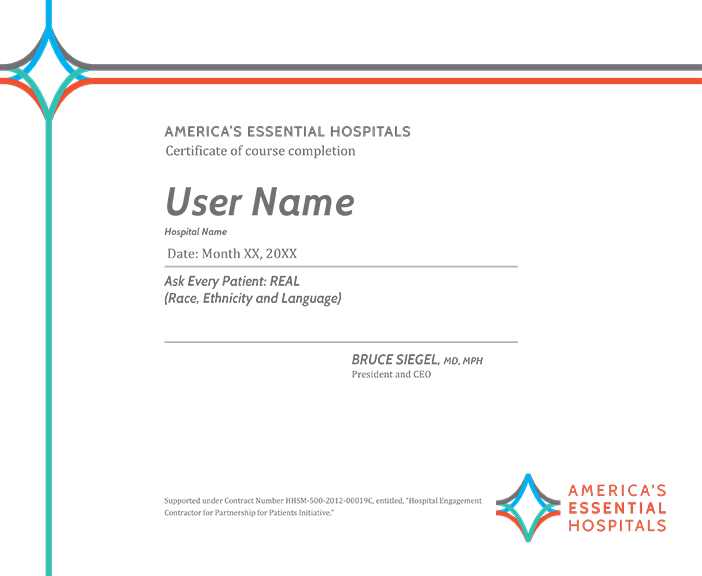 AMERICA'S ESSENTIAL HOSPITALS
Certificate of course completion
User Name
Hospital Name
Date: Month XX, 20XX
Ask Every Patient: REAL
(Race, Ethnicity and Language)
BRUCE SIEGEL, MD, MPH
President and CEO
Supported under Contract Number HHSM-500-2012-00019C, entitled, "Hospital Engagement
Contractor for Partnership for Patients Initiative."
AMERICA'S
ESSENTIAL
HOSPITALS